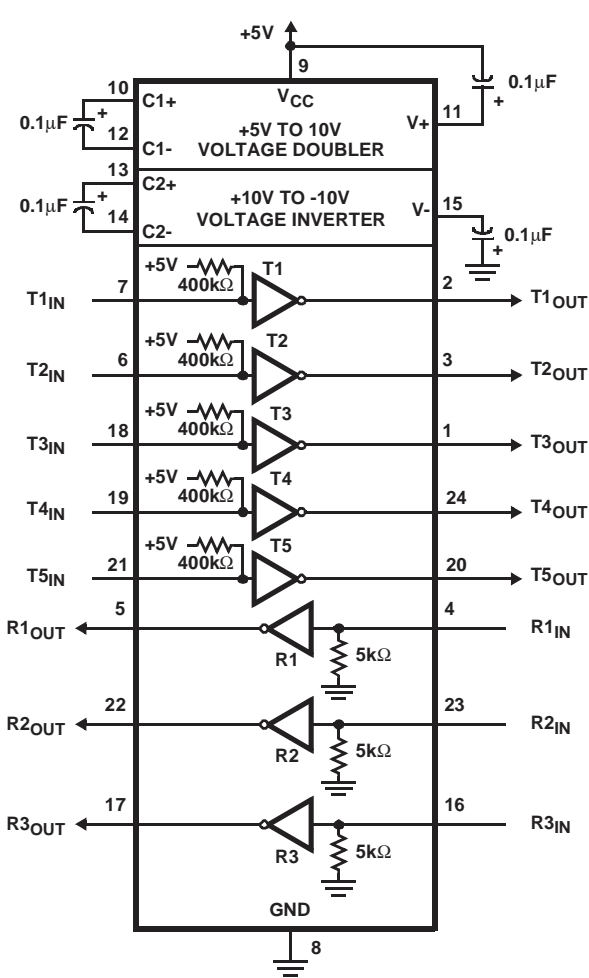 +5V
9
10
C1+
V_CC
0.1µF
+
+
0.1µF
11
V+
+5V TO 10V
VOLTAGE DOUBLER
12
C1-
13
C2+
0.1µF
+
+10V TO -10V
VOLTAGE INVERTER
V-
15
14
C2-
0.1µF
+
+5V
400kΩ
T1
T1IN
7
2
T1OUT
+5V
400kΩ
T2
T2IN
6
3
T2OUT
+5V
400kΩ
T3
T3IN
18
1
T3OUT
+5V
400kΩ
T4
T4IN
19
24
T4OUT
+5V
400kΩ
T5
T5IN
21
20
T5OUT
R1OUT
5
4
R1IN
R1
5kΩ
R2OUT
22
23
R2IN
R2
5kΩ
R3OUT
17
16
R3IN
R3
5kΩ
GND
8